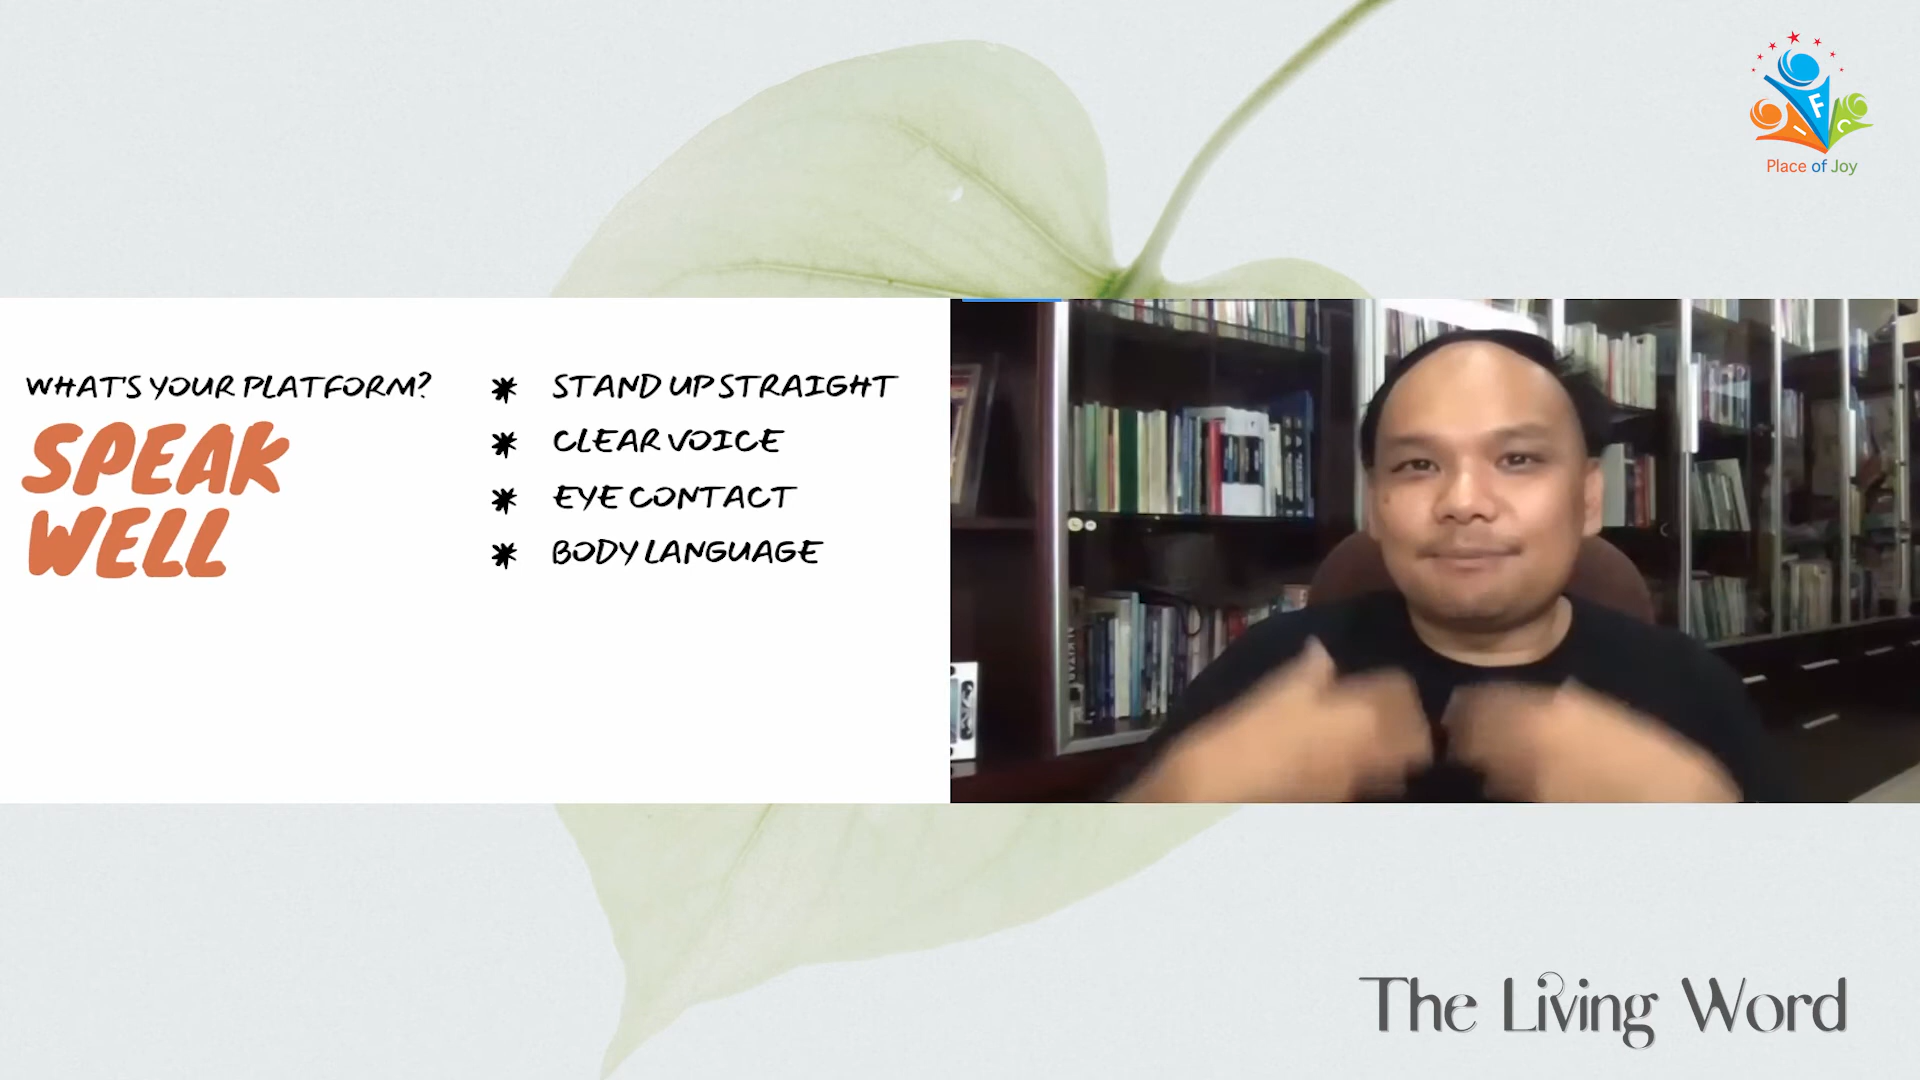 WHAT'S YOUR PLATFORM?
SPEAK
WELL
STAND UP STRAIGHT
CLEAR VOICE
EYE CONTACT
BODY LANGUAGE
IFC
Place of Joy
The Living Word